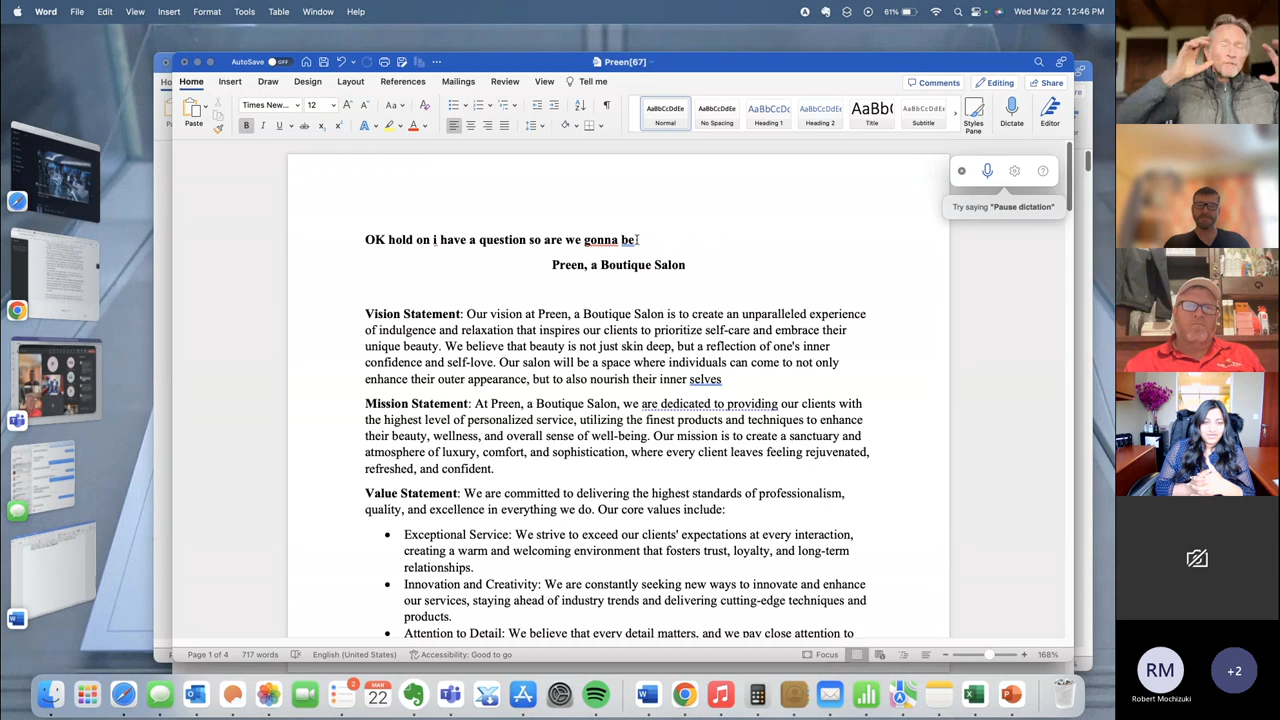 Word File Edit View Insert Format Tools Table Window Help 61% Wed Mar 22 12:46 PM
AutoSave OFF Preen[67]
Home Insert Draw Design Layout References Mailings Review View Tell me Comments Editing Share
Paste Times New... 12 Aa AaBbCcDdEe AaBbCcDdEe AaBbCcDc AaBbCcDdEe AaBb( AaBbCcDdEe
B I U ab x x A A Normal No Spacing Heading 1 Heading 2 Title Subtitle Styles Pane Dictate Editor
Try saying "Pause dictation"
OK hold on i have a question so are we gonna be
Preen, a Boutique Salon
Vision Statement: Our vision at Preen, a Boutique Salon is to create an unparalleled experience
of indulgence and relaxation that inspires our clients to prioritize self-care and embrace their
unique beauty. We believe that beauty is not just skin deep, but a reflection of one's inner
confidence and self-love. Our salon will be a space where individuals can come to not only
enhance their outer appearance, but to also nourish their inner selves
Mission Statement: At Preen, a Boutique Salon, we are dedicated to providing our clients with
the highest level of personalized service, utilizing the finest products and techniques to enhance
their beauty, wellness, and overall sense of well-being. Our mission is to create a sanctuary and
atmosphere of luxury, comfort, and sophistication, where every client leaves feeling rejuvenated,
refreshed, and confident.
Value Statement: We are committed to delivering the highest standards of professionalism,
quality, and excellence in everything we do. Our core values include:
• Exceptional Service: We strive to exceed our clients' expectations at every interaction,
creating a warm and welcoming environment that fosters trust, loyalty, and long-term
relationships.
• Innovation and Creativity: We are constantly seeking new ways to innovate and enhance
our services, staying ahead of industry trends and delivering cutting-edge techniques and
products.
• Attention to Detail: We believe that every detail matters, and we pay close attention to
Page 1 of 4 717 words English (United States) Accessibility: Good to go Focus 168%
MAR
22
2
RM
Robert Mochizuki
+2